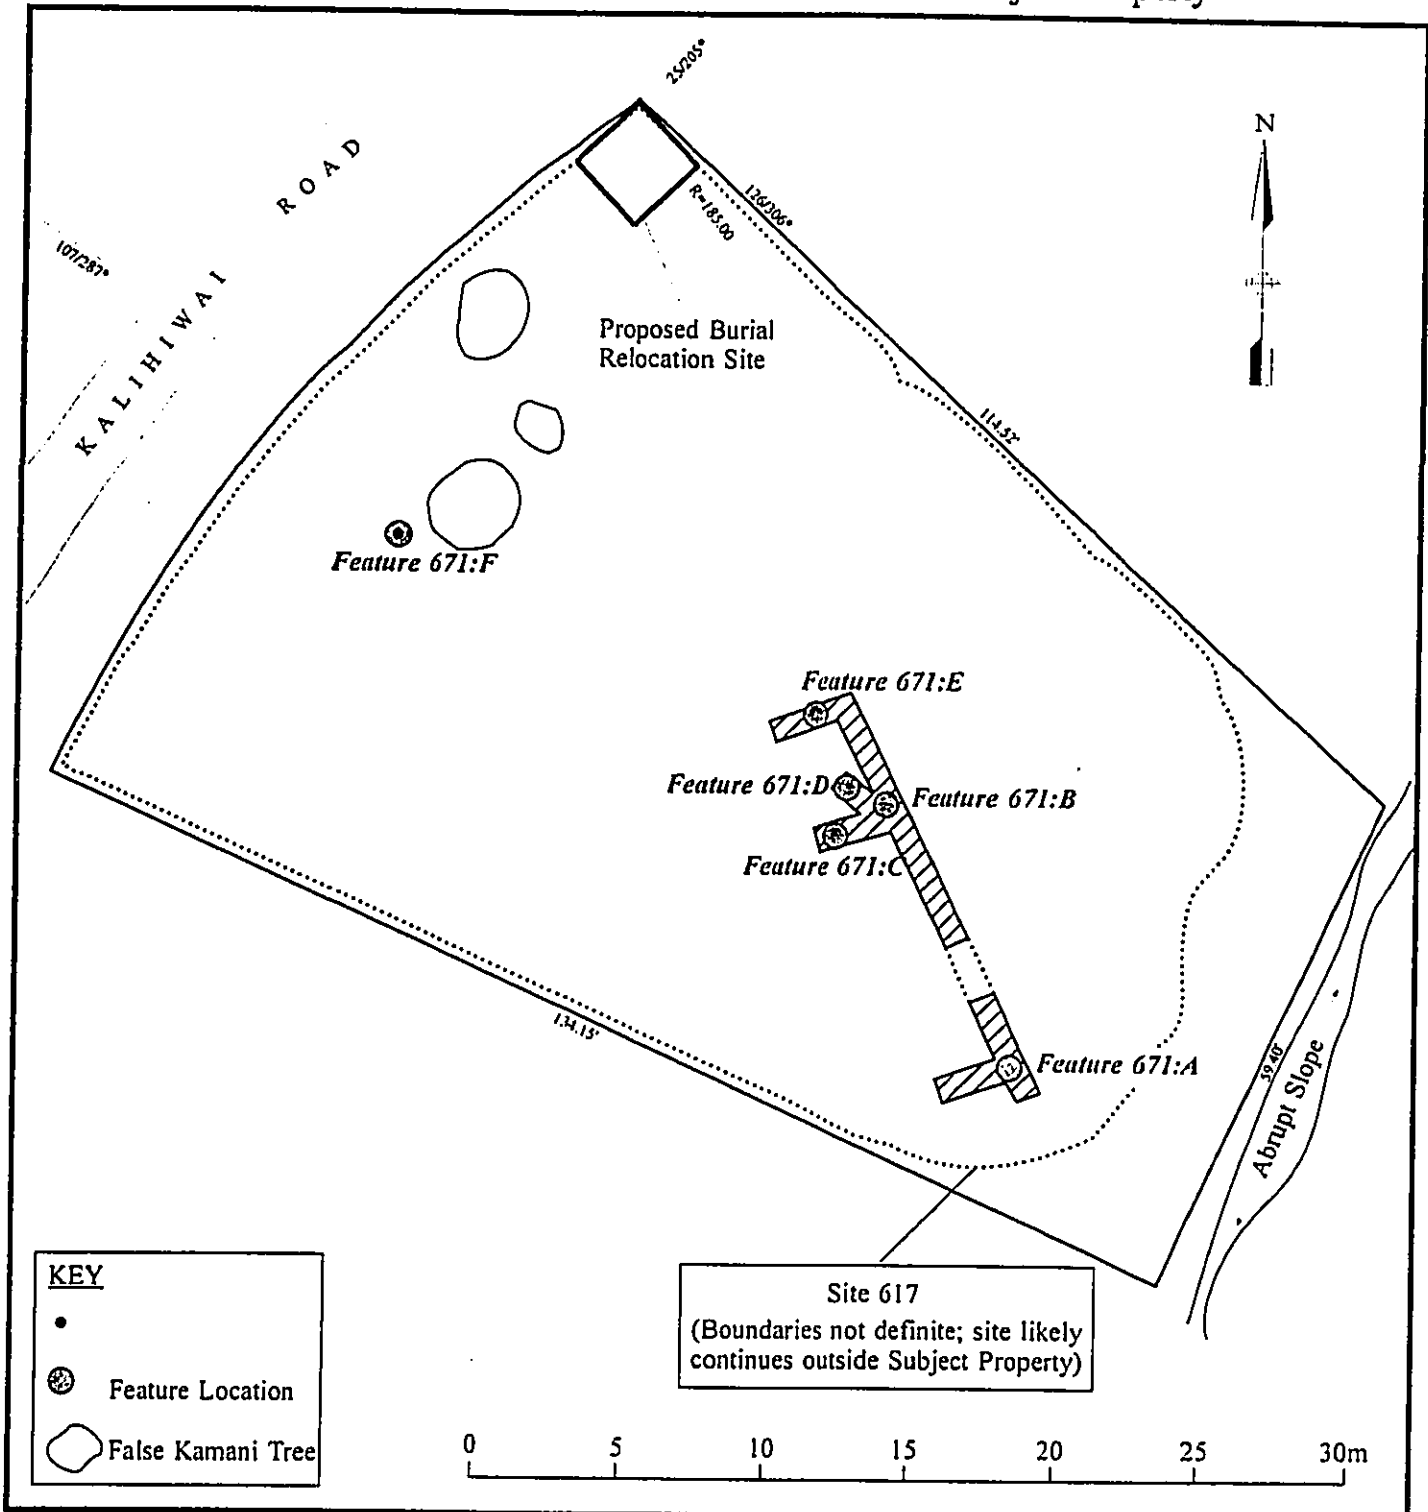 25/205°
N
KALIHIWAI ROAD
107/287°
R=185.00
126/306°
Proposed Burial
Relocation Site
114.52'
Feature 671:F
Feature 671:E
Feature 671:D
Feature 671:B
Feature 671:C
134.15'
Feature 671:A
59.40'
Abrupt Slope
Site 617
(Boundaries not definite; site likely
continues outside Subject Property)
KEY
Feature Location
False Kamani Tree
0 5 10 15 20 25 30m